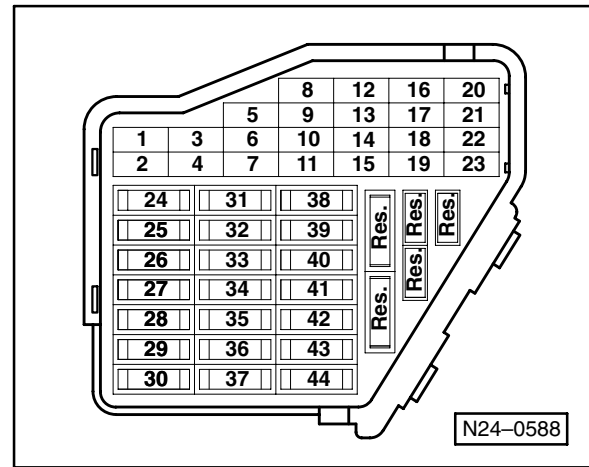 8 12 16 20
5 9 13 17 21
1 3 6 10 14 18 22
2 4 7 11 15 19 23
24 31 38
25 32 39
26 33 40
27 34 41
28 35 42
29 36 43
30 37 44
Res. Res. Res.
Res. Res.
N24–0588